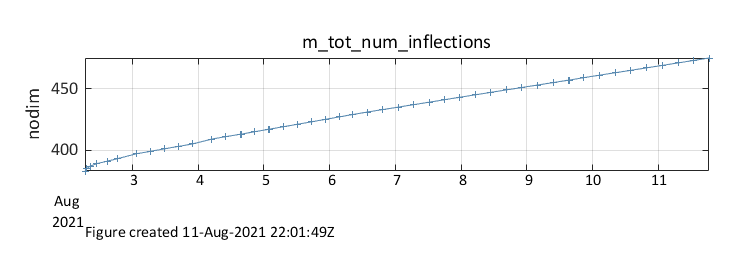 m_tot_num_inflections
nodim
450
400
3 4 5 6 7 8 9 10 11
Aug
2021
Figure created 11-Aug-2021 22:01:49Z